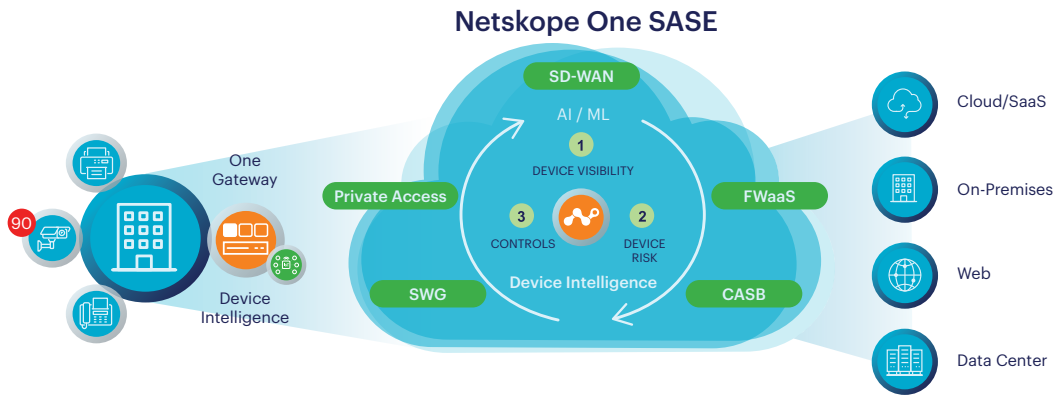 Netskope One SASE
90
One
Gateway
Device
Intelligence
SD-WAN
AI / ML
1
DEVICE VISIBILITY
Private Access
FWaaS
3
CONTROLS
2
DEVICE
RISK
Device Intelligence
SWG
CASB
Cloud/SaaS
On-Premises
Web
Data Center